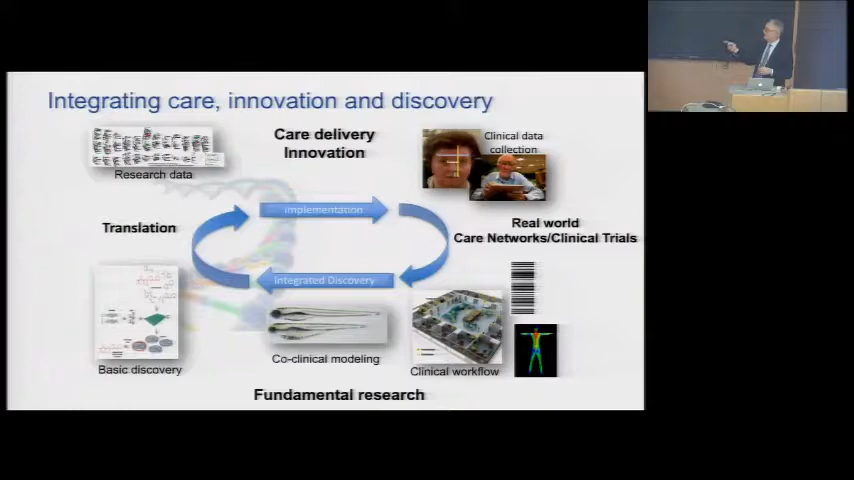 Integrating care, innovation and discovery
Care delivery
Innovation
Clinical data
collection
Research data
Implementation
Translation
Real world
Care Networks/Clinical Trials
Integrated Discovery
Co-clinical modeling
Basic discovery
Clinical workflow
Fundamental research